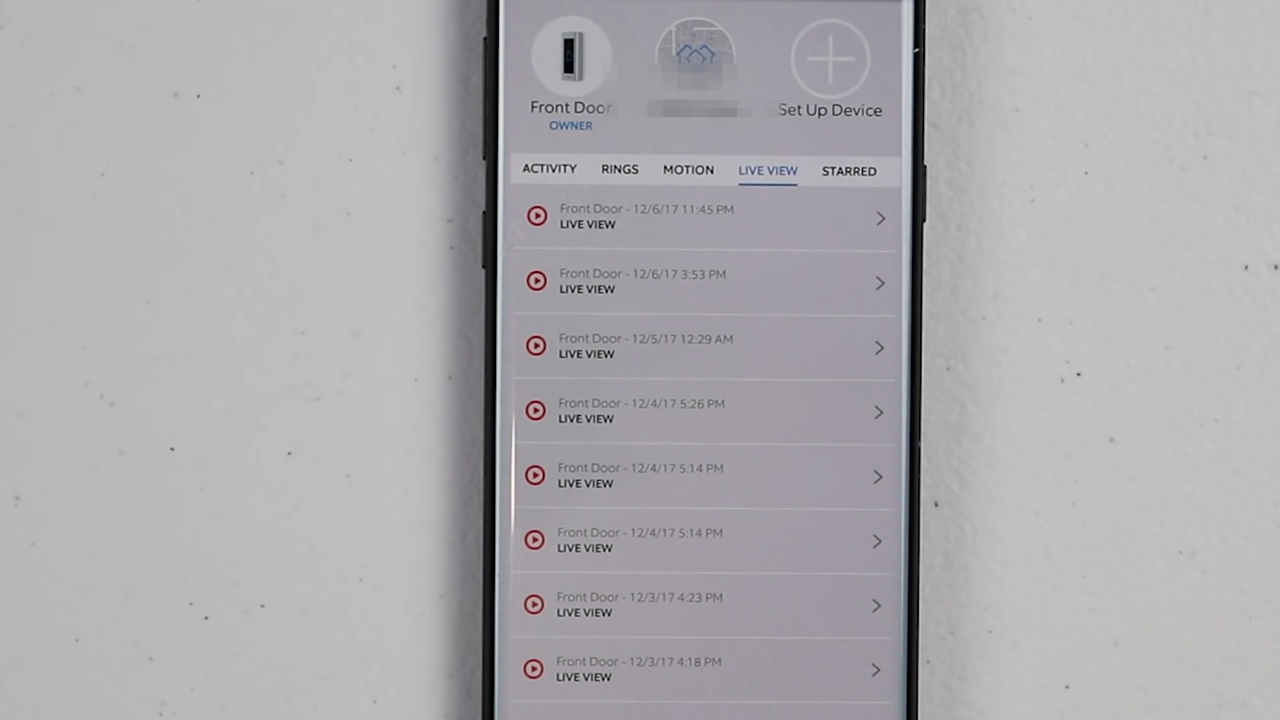 Front Door
OWNER
Set Up Device
ACTIVITY RINGS MOTION LIVE VIEW STARRED
Front Door - 12/6/17 11:45 PM
LIVE VIEW
Front Door - 12/6/17 3:53 PM
LIVE VIEW
Front Door - 12/5/17 12:29 AM
LIVE VIEW
Front Door - 12/4/17 5:26 PM
LIVE VIEW
Front Door - 12/4/17 5:14 PM
LIVE VIEW
Front Door - 12/4/17 5:14 PM
LIVE VIEW
Front Door - 12/3/17 4:23 PM
LIVE VIEW
Front Door - 12/3/17 4:18 PM
LIVE VIEW